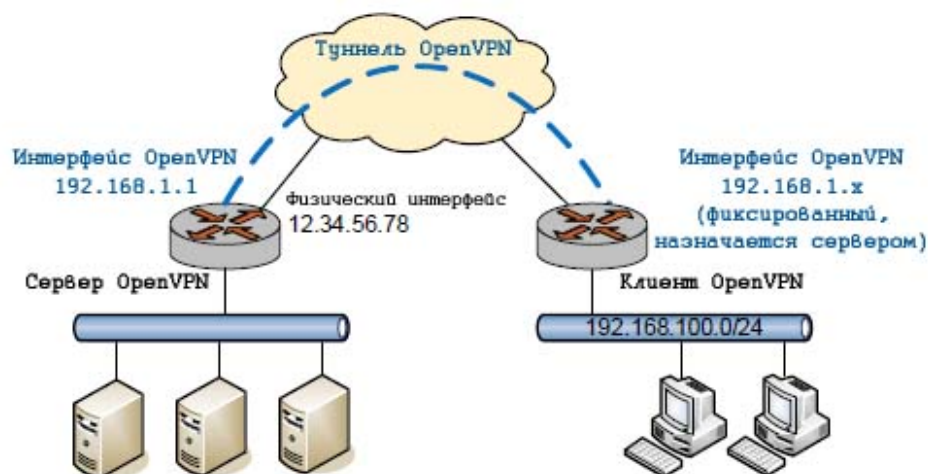 Туннель OpenVPN
Интерфейс OpenVPN
192.168.1.1
Физический интерфейс
12.34.56.78
Интерфейс OpenVPN
192.168.1.x
(фиксированный,
назначается сервером)
Сервер OpenVPN
Клиент OpenVPN
192.168.100.0/24